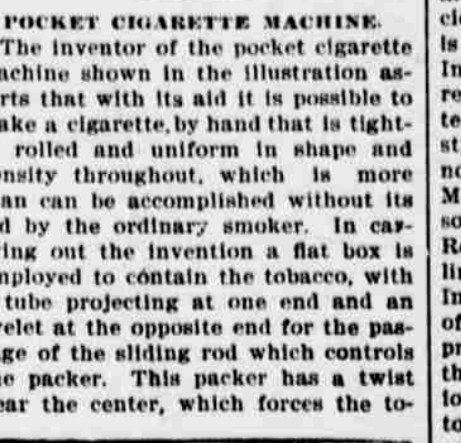 POCKET CIGARETTE MACHINE.
The inventor of the pocket cigarette
achine shown in the illustration as-
rts that with its aid it is possible to
ake a cigarette, by hand that is tight-
rolled and uniform in shape and
nsity throughout, which is more
an can be accomplished without its
d by the ordinary smoker. In car-
ing out the invention a flat box is
mployed to contain the tobacco, with
tube projecting at one end and an
elet at the opposite end for the pas-
ge of the sliding rod which controls
e packer. This packer has a twist
ear the center, which forces the to-